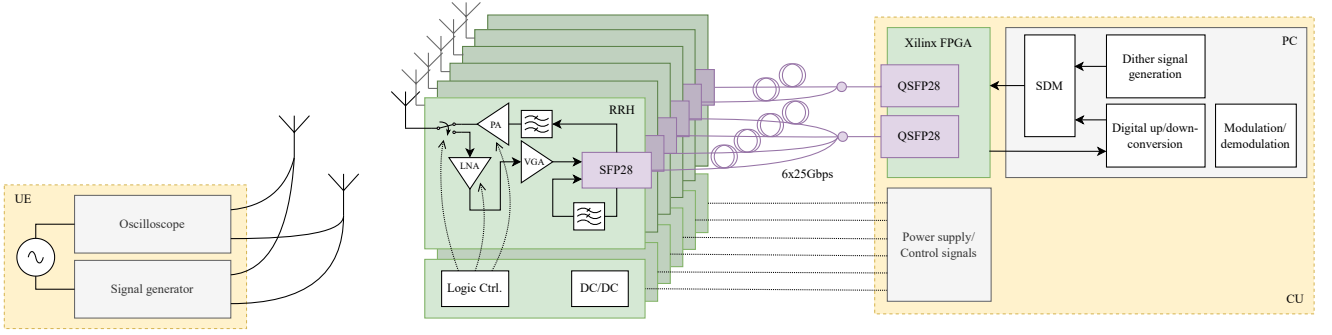 UE
Oscilloscope
Signal generator
RRH
PA
LNA
VGA
SFP28
Logic Ctrl.
DC/DC
6x25Gbps
Xilinx FPGA
QSFP28
QSFP28
PC
SDM
Dither signal
generation
Digital up/down-
conversion
Modulation/
demodulation
Power supply/
Control signals
CU